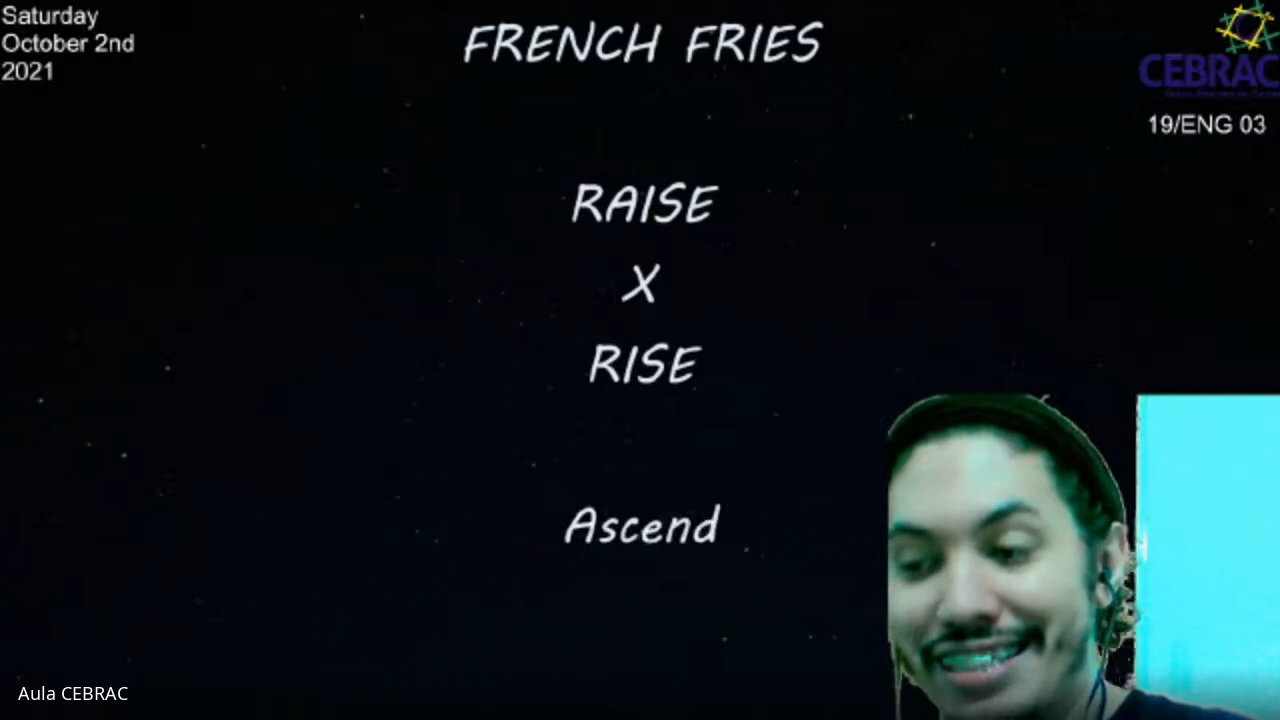 Saturday
October 2nd
2021
FRENCH FRIES
CEBRAC
19/ENG 03
RAISE
X
RISE
Ascend
Aula CEBRAC